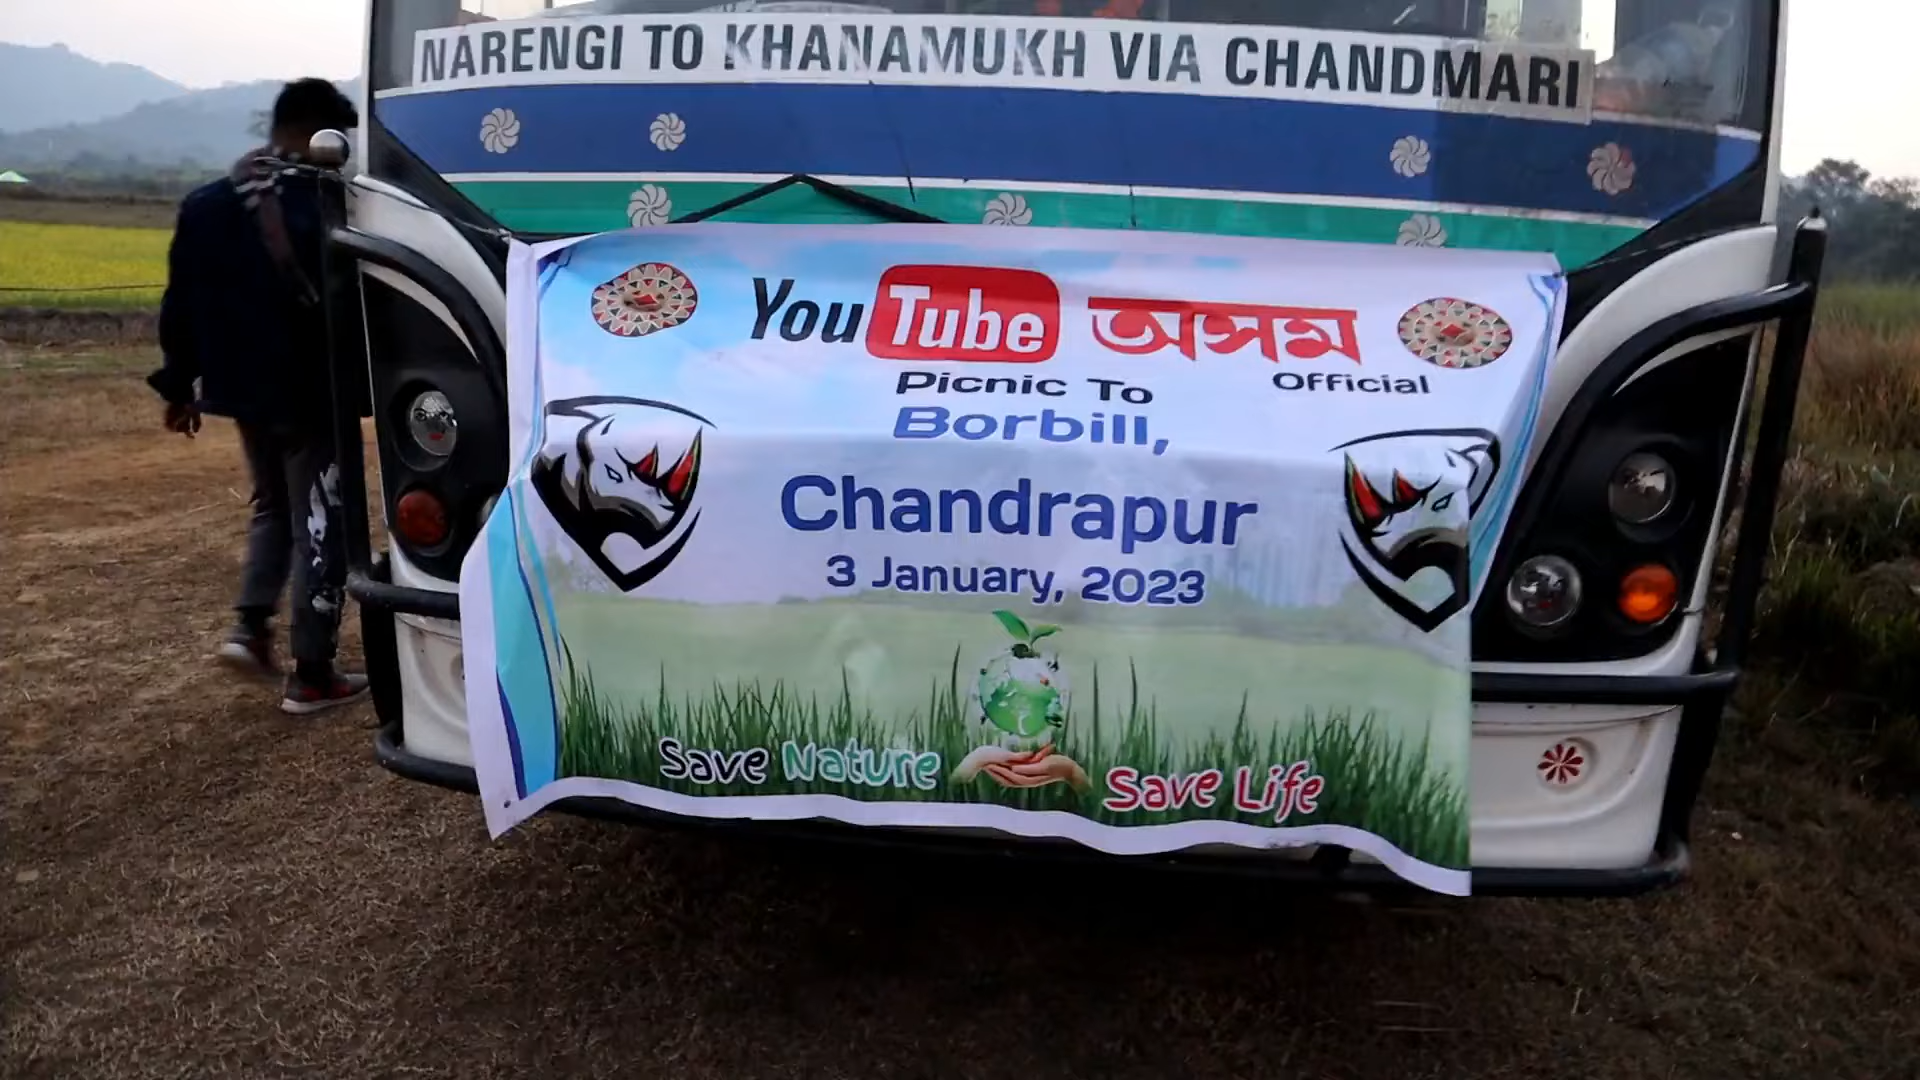 NARENGI TO KHANAMUKH VIA CHANDMARI
YouTube অসম
Official
Picnic To
Borbill,
Chandrapur
3 January, 2023
Save Nature Save Life